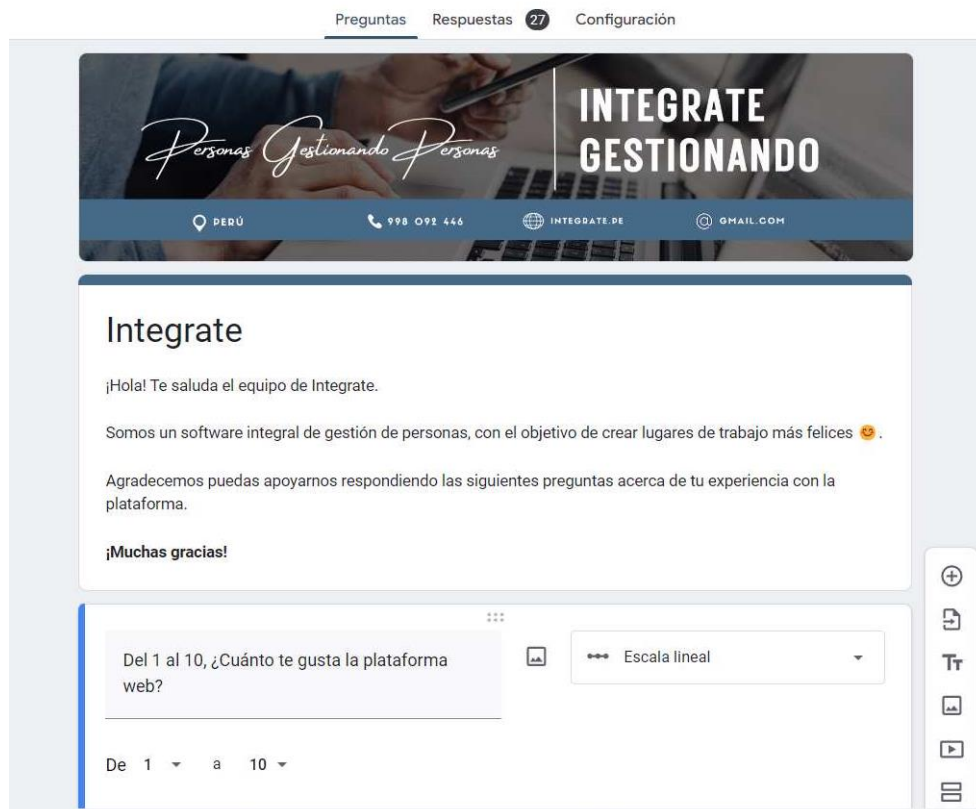 Preguntas Respuestas 27 Configuración
Personas Gestionando Personas
INTEGRATE
GESTIONANDO
PERÚ 998 092 446 INTEGRATE.PE @ GMAIL.COM
Integrate
¡Hola! Te saluda el equipo de Integrate.
Somos un software integral de gestión de personas, con el objetivo de crear lugares de trabajo más felices 😊 .
Agradecemos puedas apoyarnos respondiendo las siguientes preguntas acerca de tu experiencia con la
plataforma.
¡Muchas gracias!
Del 1 al 10, ¿Cuánto te gusta la plataforma
web?
Escala lineal
De 1 a 10
Tт